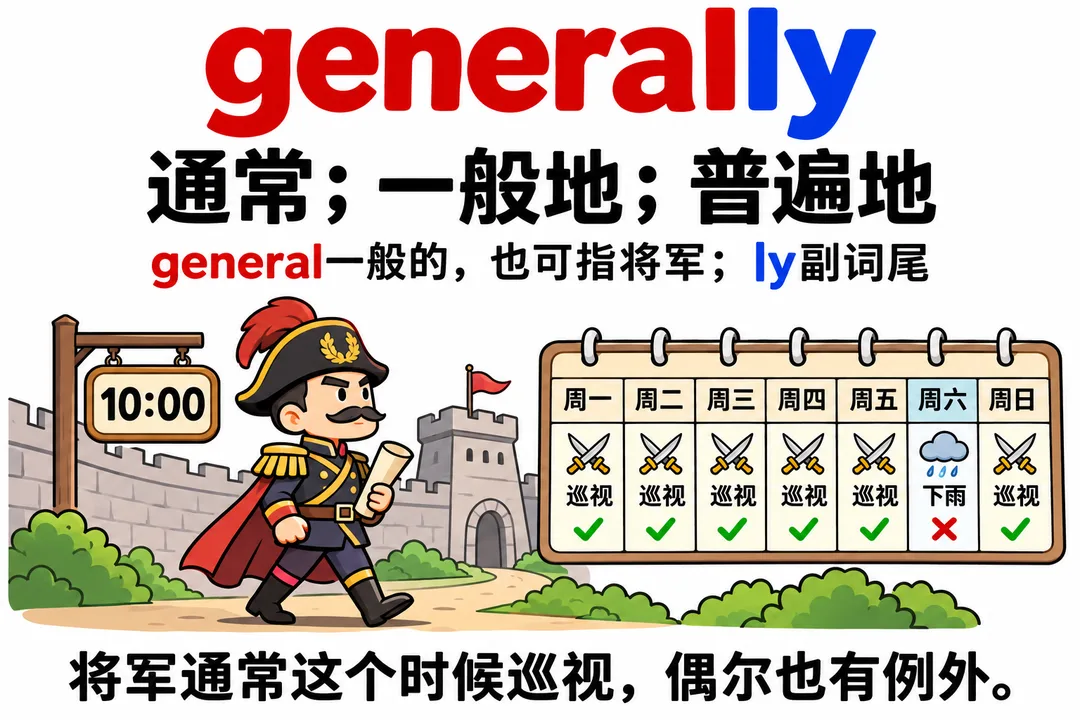 generally
通常；一般地；普遍地
general一般的，也可指将军；ly副词尾
10:00
周一 周二 周三 周四 周五 周六 周日
巡视 巡视 巡视 巡视 巡视 下雨 巡视
将军通常这个时候巡视，偶尔也有例外。